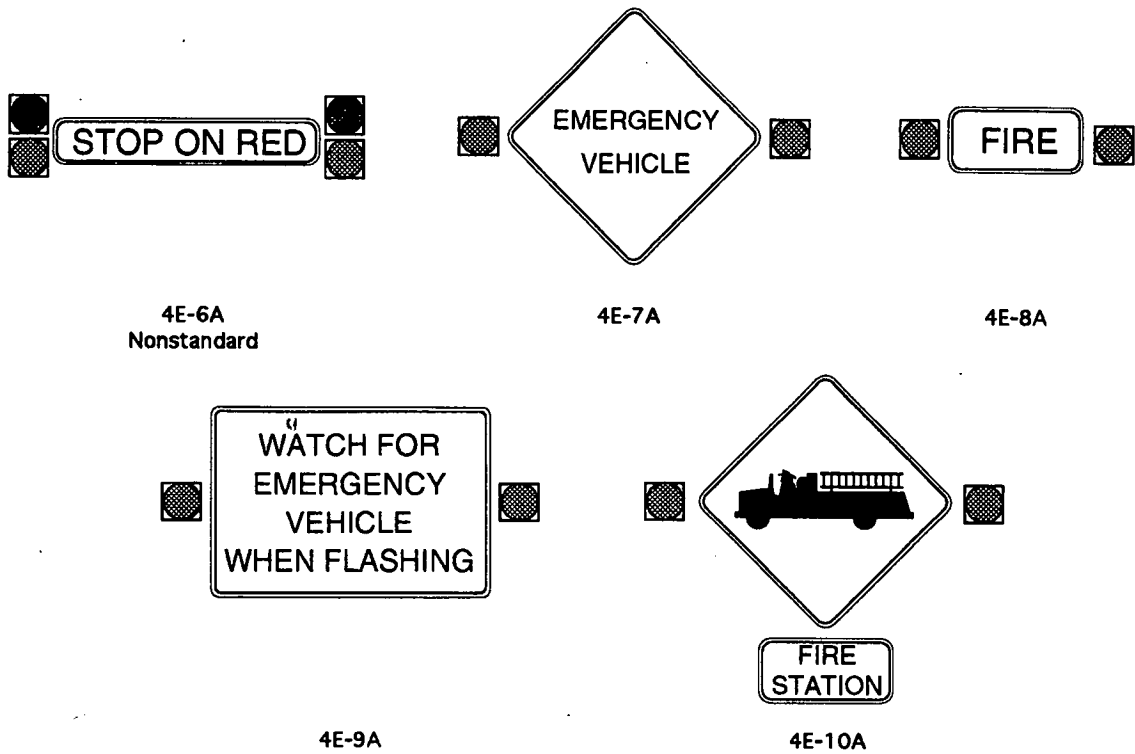 STOP ON RED
EMERGENCY
VEHICLE
FIRE
4E-6A
Nonstandard
4E-7A
4E-8A
WATCH FOR
EMERGENCY
VEHICLE
WHEN FLASHING
FIRE
STATION
4E-9A
4E-10A